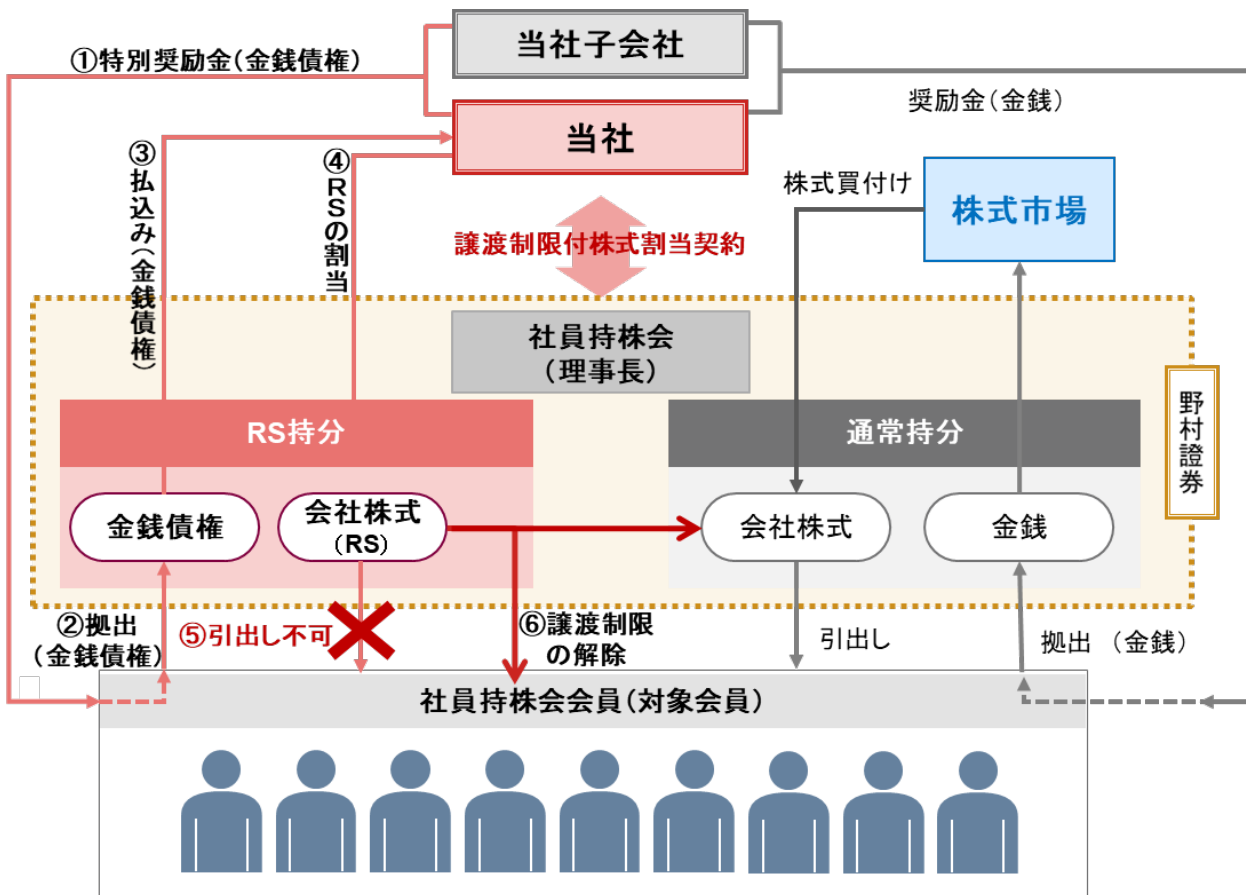 当社子会社
①特別奨励金(金銭債権)
奨励金(金銭)
当社
③払込み(金銭債権)
④RSの割当
株式買付け
株式市場
譲渡制限付株式割当契約
社員持株会
(理事長)
野村證券
RS持分
通常持分
金銭債権
会社株式
(RS)
会社株式
金銭
②拠出
(金銭債権)
⑤引出し不可
⑥譲渡制限
の解除
引出し
拠出 (金銭)
社員持株会会員(対象会員)